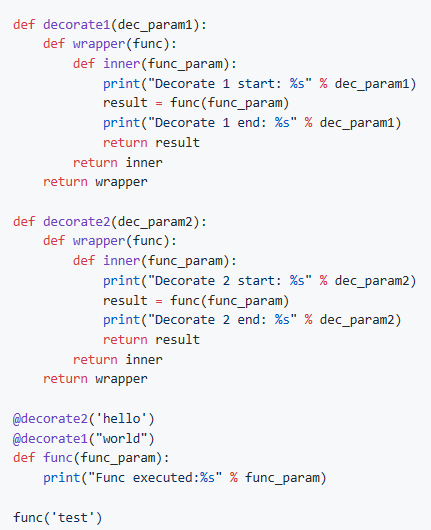 def decorate1(dec_param1):
    def wrapper(func):
        def inner(func_param):
            print("Decorate 1 start: %s" % dec_param1)
            result = func(func_param)
            print("Decorate 1 end: %s" % dec_param1)
            return result
        return inner
    return wrapper

def decorate2(dec_param2):
    def wrapper(func):
        def inner(func_param):
            print("Decorate 2 start: %s" % dec_param2)
            result = func(func_param)
            print("Decorate 2 end: %s" % dec_param2)
            return result
        return inner
    return wrapper

@decorate2('hello')
@decorate1("world")
def func(func_param):
    print("Func executed:%s" % func_param)

func('test')